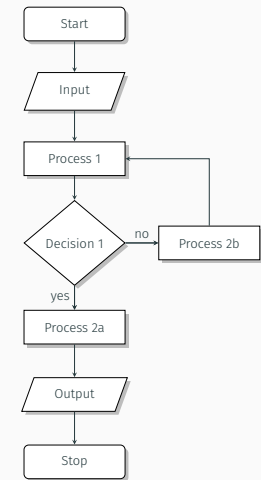 Start
Input
Process 1
Decision 1
no
Process 2b
yes
Process 2a
Output
Stop